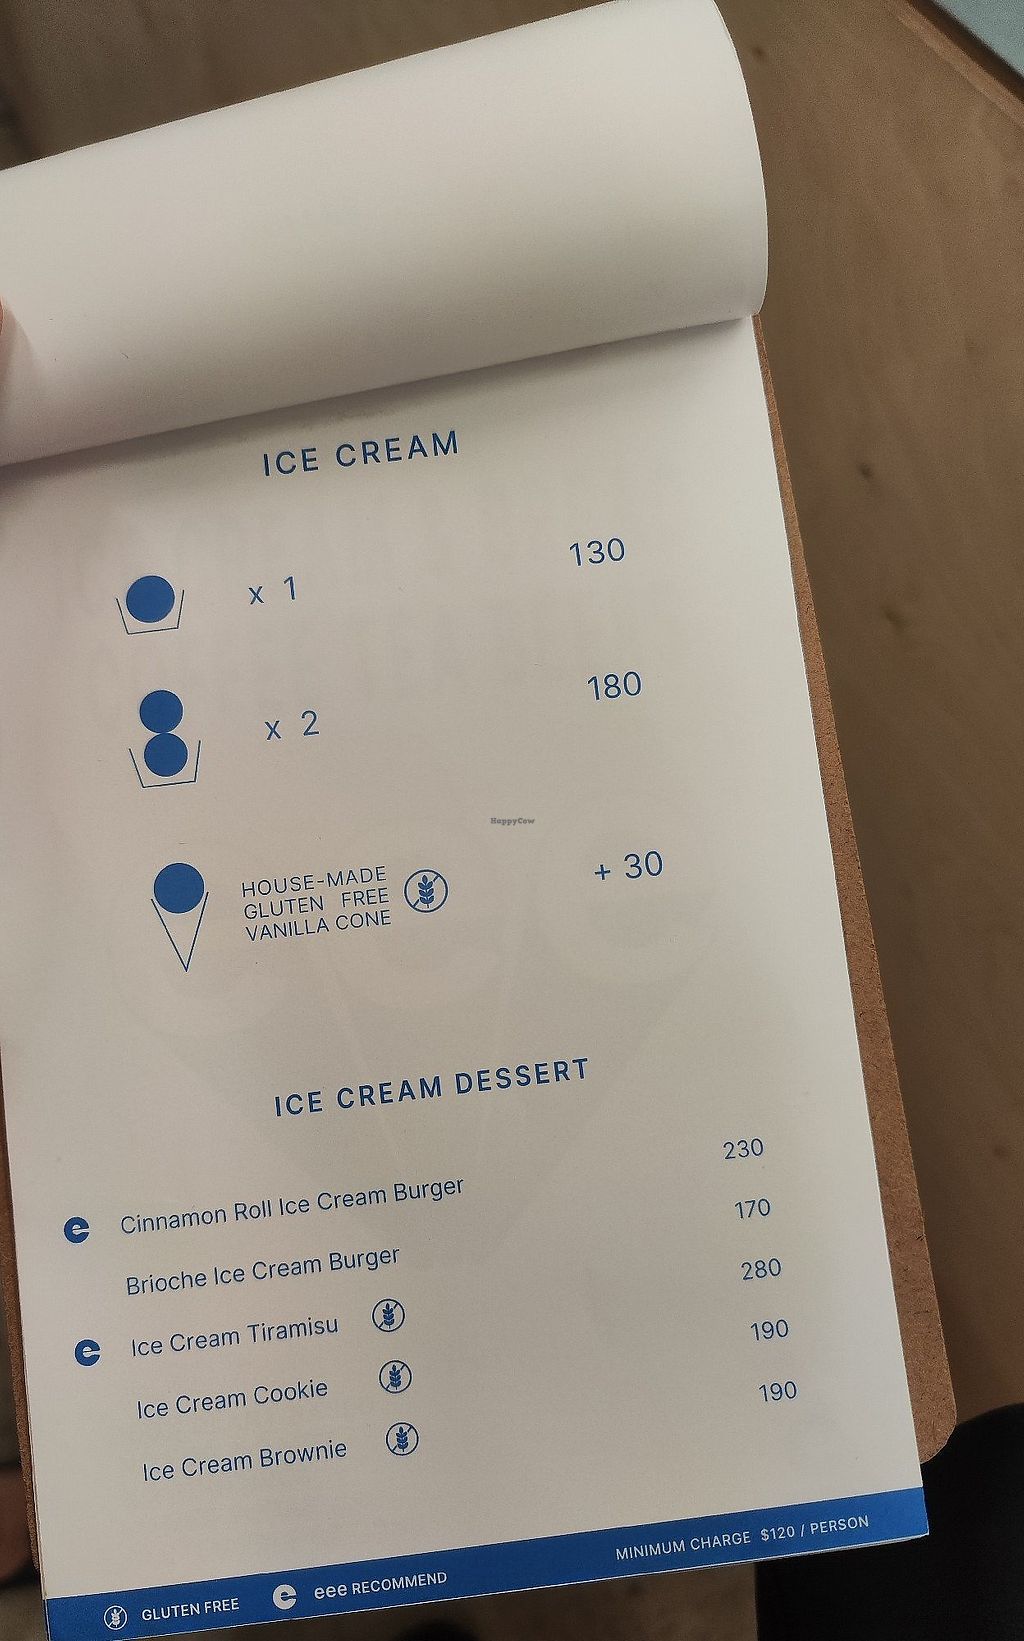 ICE CREAM
x 1 130
x 2 180
HappyCow
HOUSE-MADE
GLUTEN FREE
VANILLA CONE
+ 30
ICE CREAM DESSERT
e Cinnamon Roll Ice Cream Burger 230
Brioche Ice Cream Burger 170
e Ice Cream Tiramisu 280
Ice Cream Cookie 190
Ice Cream Brownie 190
GLUTEN FREE e eee RECOMMEND MINIMUM CHARGE $120 / PERSON